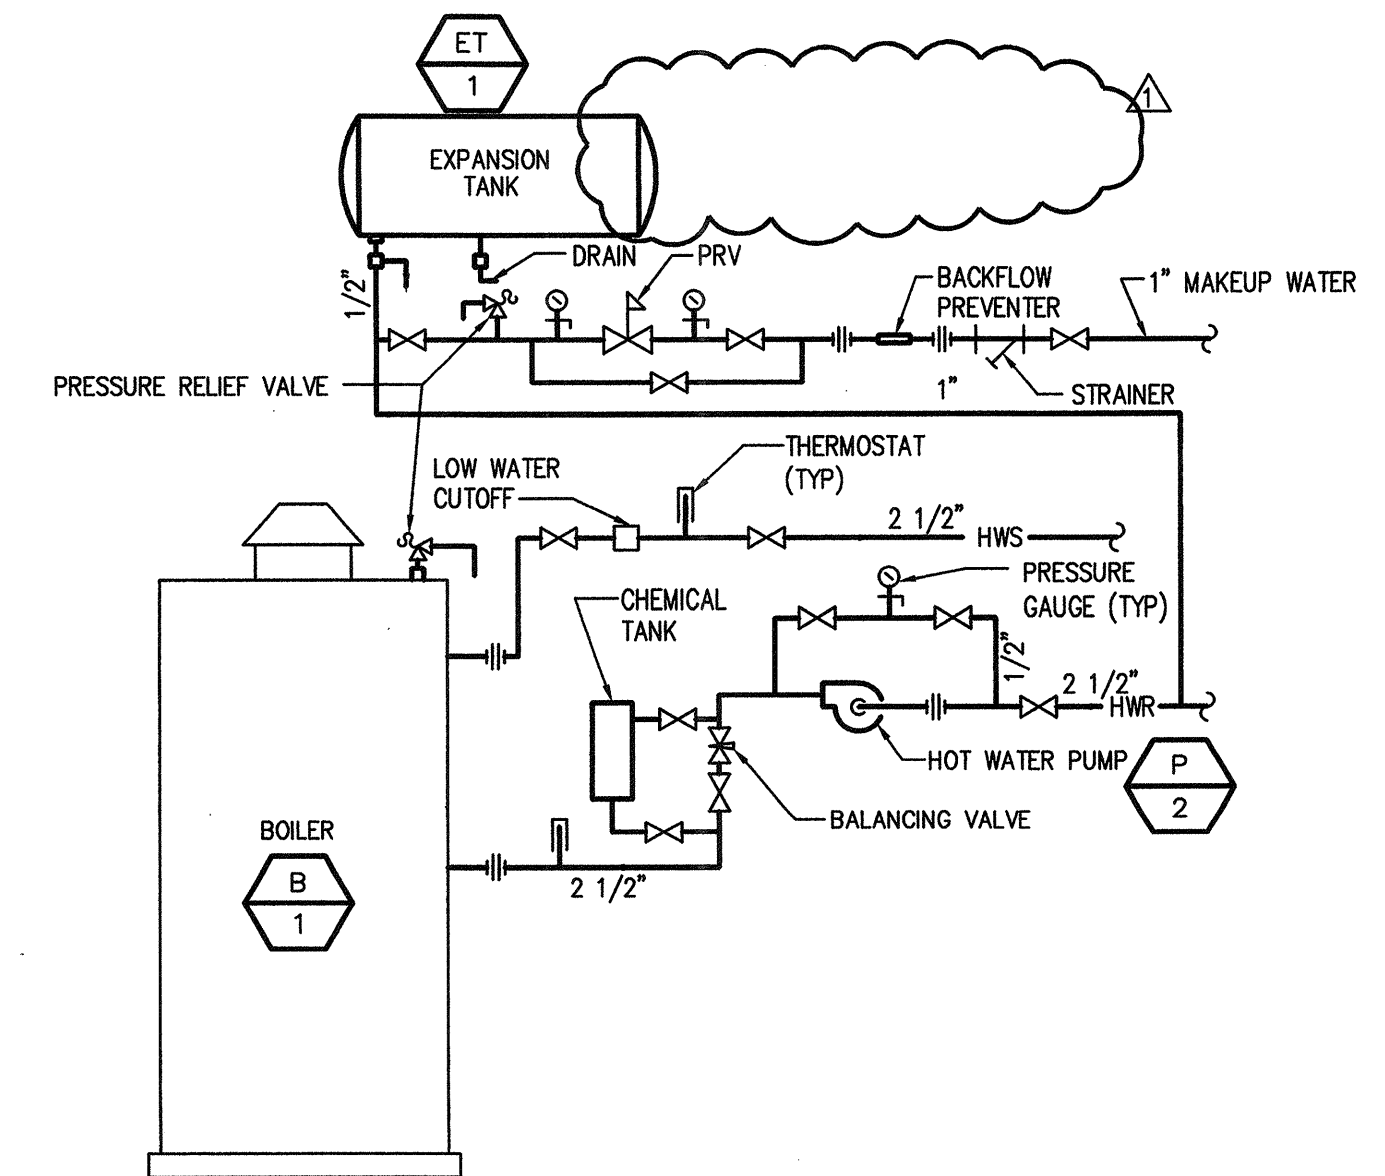 ET
1
1
EXPANSION
TANK
DRAIN
PRV
1/2"
BACKFLOW
PREVENTER
1" MAKEUP WATER
PRESSURE RELIEF VALVE
1"
STRAINER
THERMOSTAT
(TYP)
LOW WATER
CUTOFF
2 1/2"
HWS
PRESSURE
GAUGE (TYP)
CHEMICAL
TANK
1/2"
2 1/2"
HWR
HOT WATER PUMP
P
2
BALANCING VALVE
BOILER
B
1
2 1/2"